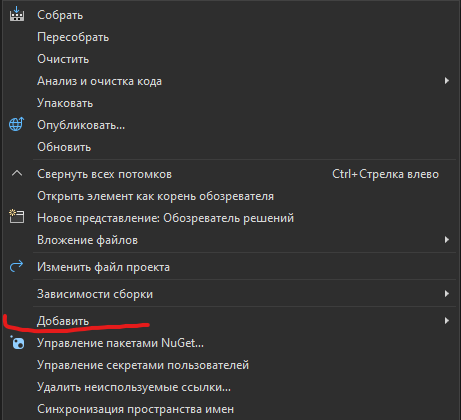 Собрать
Пересобрать
Очистить
Анализ и очистка кода
Упаковать
Опубликовать...
Обновить
Свернуть всех потомков Ctrl+Стрелка влево
Открыть элемент как корень обозревателя
Новое представление: Обозреватель решений
Вложение файлов
Изменить файл проекта
Зависимости сборки
Добавить
Управление пакетами NuGet...
Управление секретами пользователей
Удалить неиспользуемые ссылки...
Синхронизация пространства имен